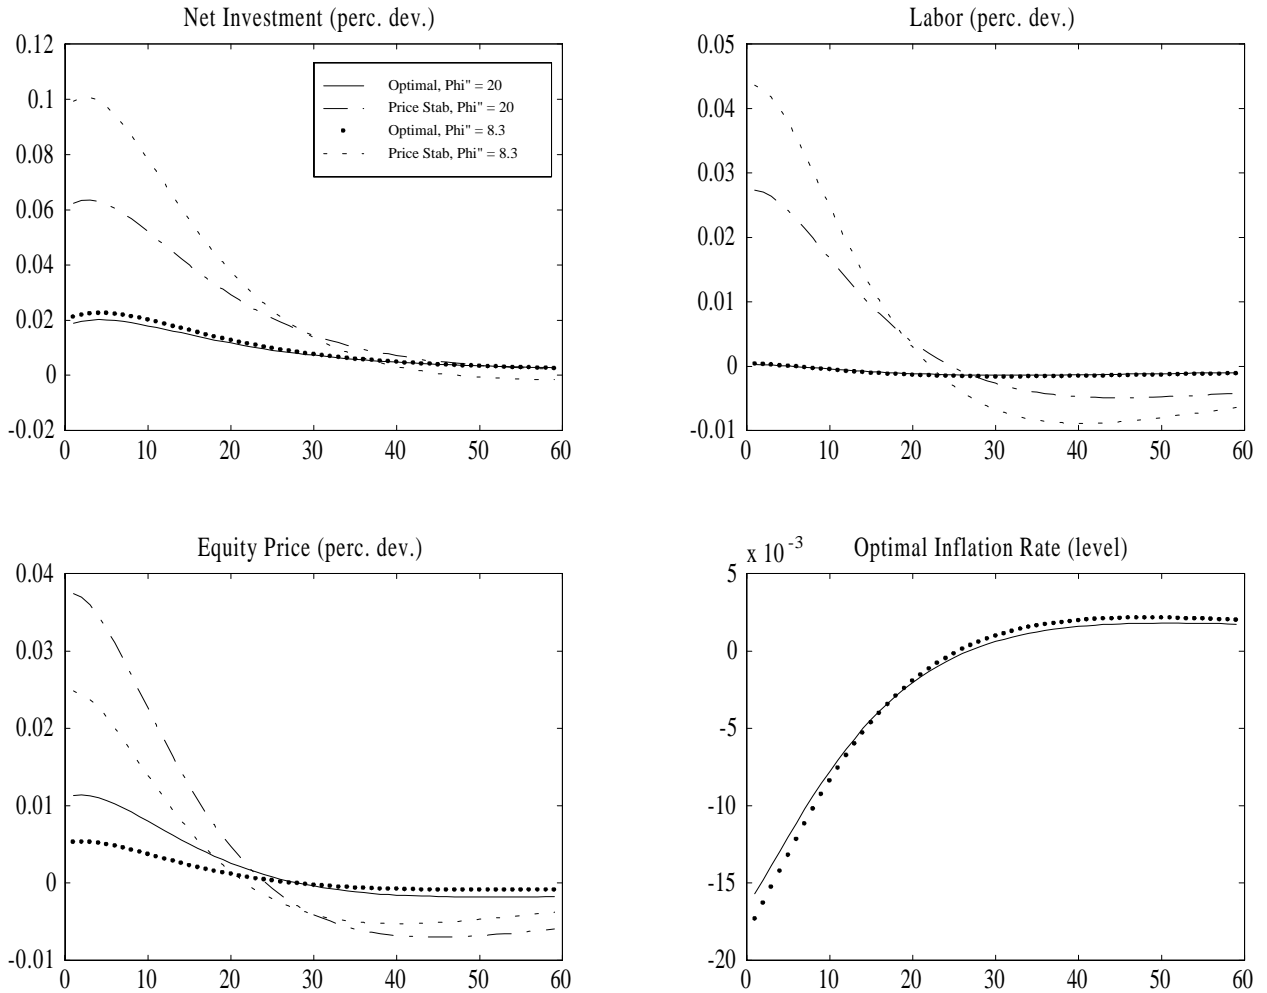 Net Investment (perc. dev.)
0.12
0.1
0.08
0.06
0.04
0.02
0
-0.02
0 10 20 30 40 50 60
Optimal, Phi" = 20
Price Stab, Phi" = 20
Optimal, Phi" = 8.3
Price Stab, Phi" = 8.3
Labor (perc. dev.)
0.05
0.04
0.03
0.02
0.01
0
-0.01
0 10 20 30 40 50 60
Equity Price (perc. dev.)
0.04
0.03
0.02
0.01
0
-0.01
0 10 20 30 40 50 60
x 10 -3 Optimal Inflation Rate (level)
5
0
-5
-10
-15
-20
0 10 20 30 40 50 60